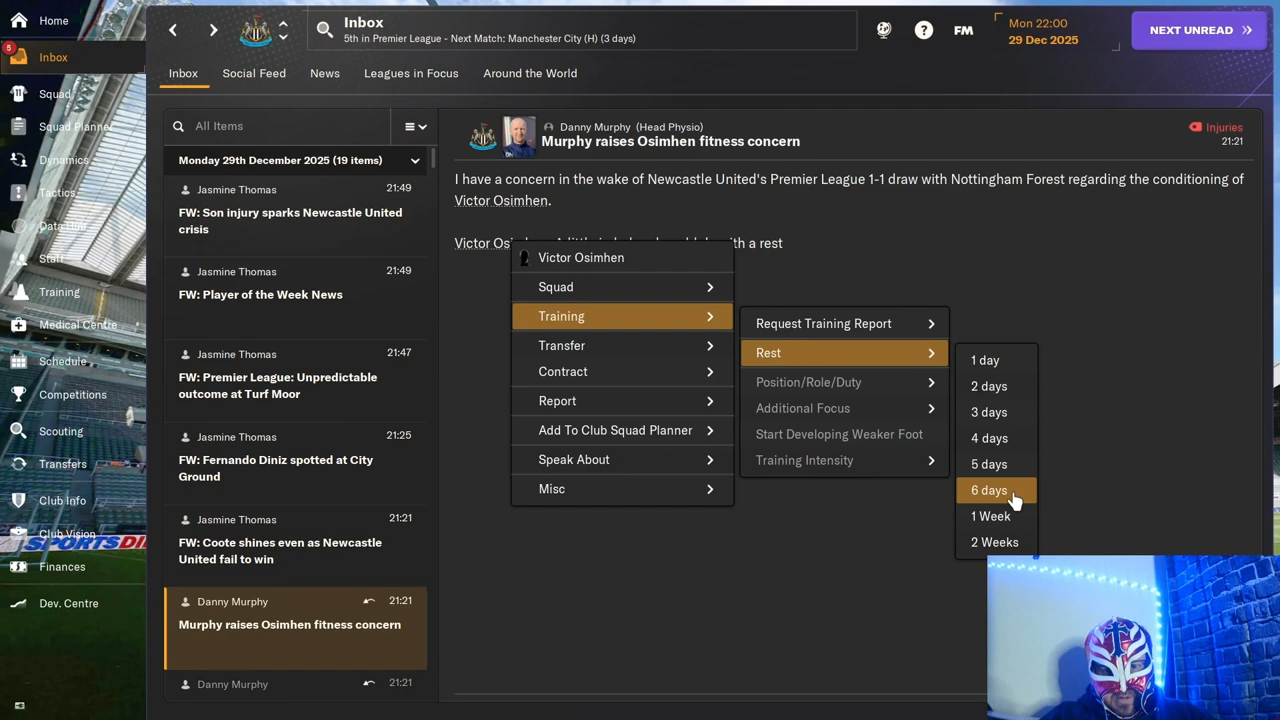 Home
Inbox
5th in Premier League - Next Match: Manchester City (H) (3 days)
FM
Mon 22:00
29 Dec 2025
NEXT UNREAD
5
Inbox
Squad
Squad Planner
Dynamics
Tactics
Data Hub
Staff
Training
Medical Centre
Schedule
Competitions
Scouting
Transfers
Club Info
Club Vision
Finances
Dev. Centre
SPORTSDI
Inbox
Social Feed
News
Leagues in Focus
Around the World
All Items
Monday 29th December 2025 (19 items)
Jasmine Thomas
21:49
FW: Son injury sparks Newcastle United
crisis
Jasmine Thomas
21:49
FW: Player of the Week News
Jasmine Thomas
21:47
FW: Premier League: Unpredictable
outcome at Turf Moor
Jasmine Thomas
21:25
FW: Fernando Diniz spotted at City
Ground
Jasmine Thomas
21:21
FW: Coote shines even as Newcastle
United fail to win
Danny Murphy
21:21
Murphy raises Osimhen fitness concern
Danny Murphy
21:21
Danny Murphy (Head Physio)
Murphy raises Osimhen fitness concern
Injuries
21:21
I have a concern in the wake of Newcastle United's Premier League 1-1 draw with Nottingham Forest regarding the conditioning of
Victor Osimhen.
Victor Os
with a rest
Victor Osimhen
Squad
Training
Transfer
Contract
Report
Add To Club Squad Planner
Speak About
Misc
Request Training Report
Rest
Position/Role/Duty
Additional Focus
Start Developing Weaker Foot
Training Intensity
1 day
2 days
3 days
4 days
5 days
6 days
1 Week
2 Weeks